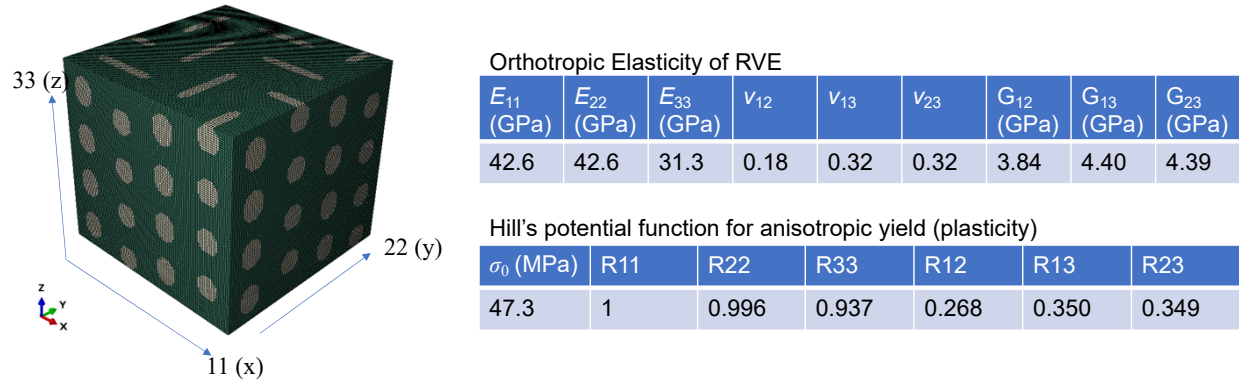 33 (z)
22 (y)
11 (x)
Z
Y
X
Orthotropic Elasticity of RVE
E11 (GPa) E22 (GPa) E33 (GPa) ν12 ν13 ν23 G12 (GPa) G13 (GPa) G23 (GPa)
42.6 42.6 31.3 0.18 0.32 0.32 3.84 4.40 4.39
Hill's potential function for anisotropic yield (plasticity)
σ0 (MPa) R11 R22 R33 R12 R13 R23
47.3 1 0.996 0.937 0.268 0.350 0.349